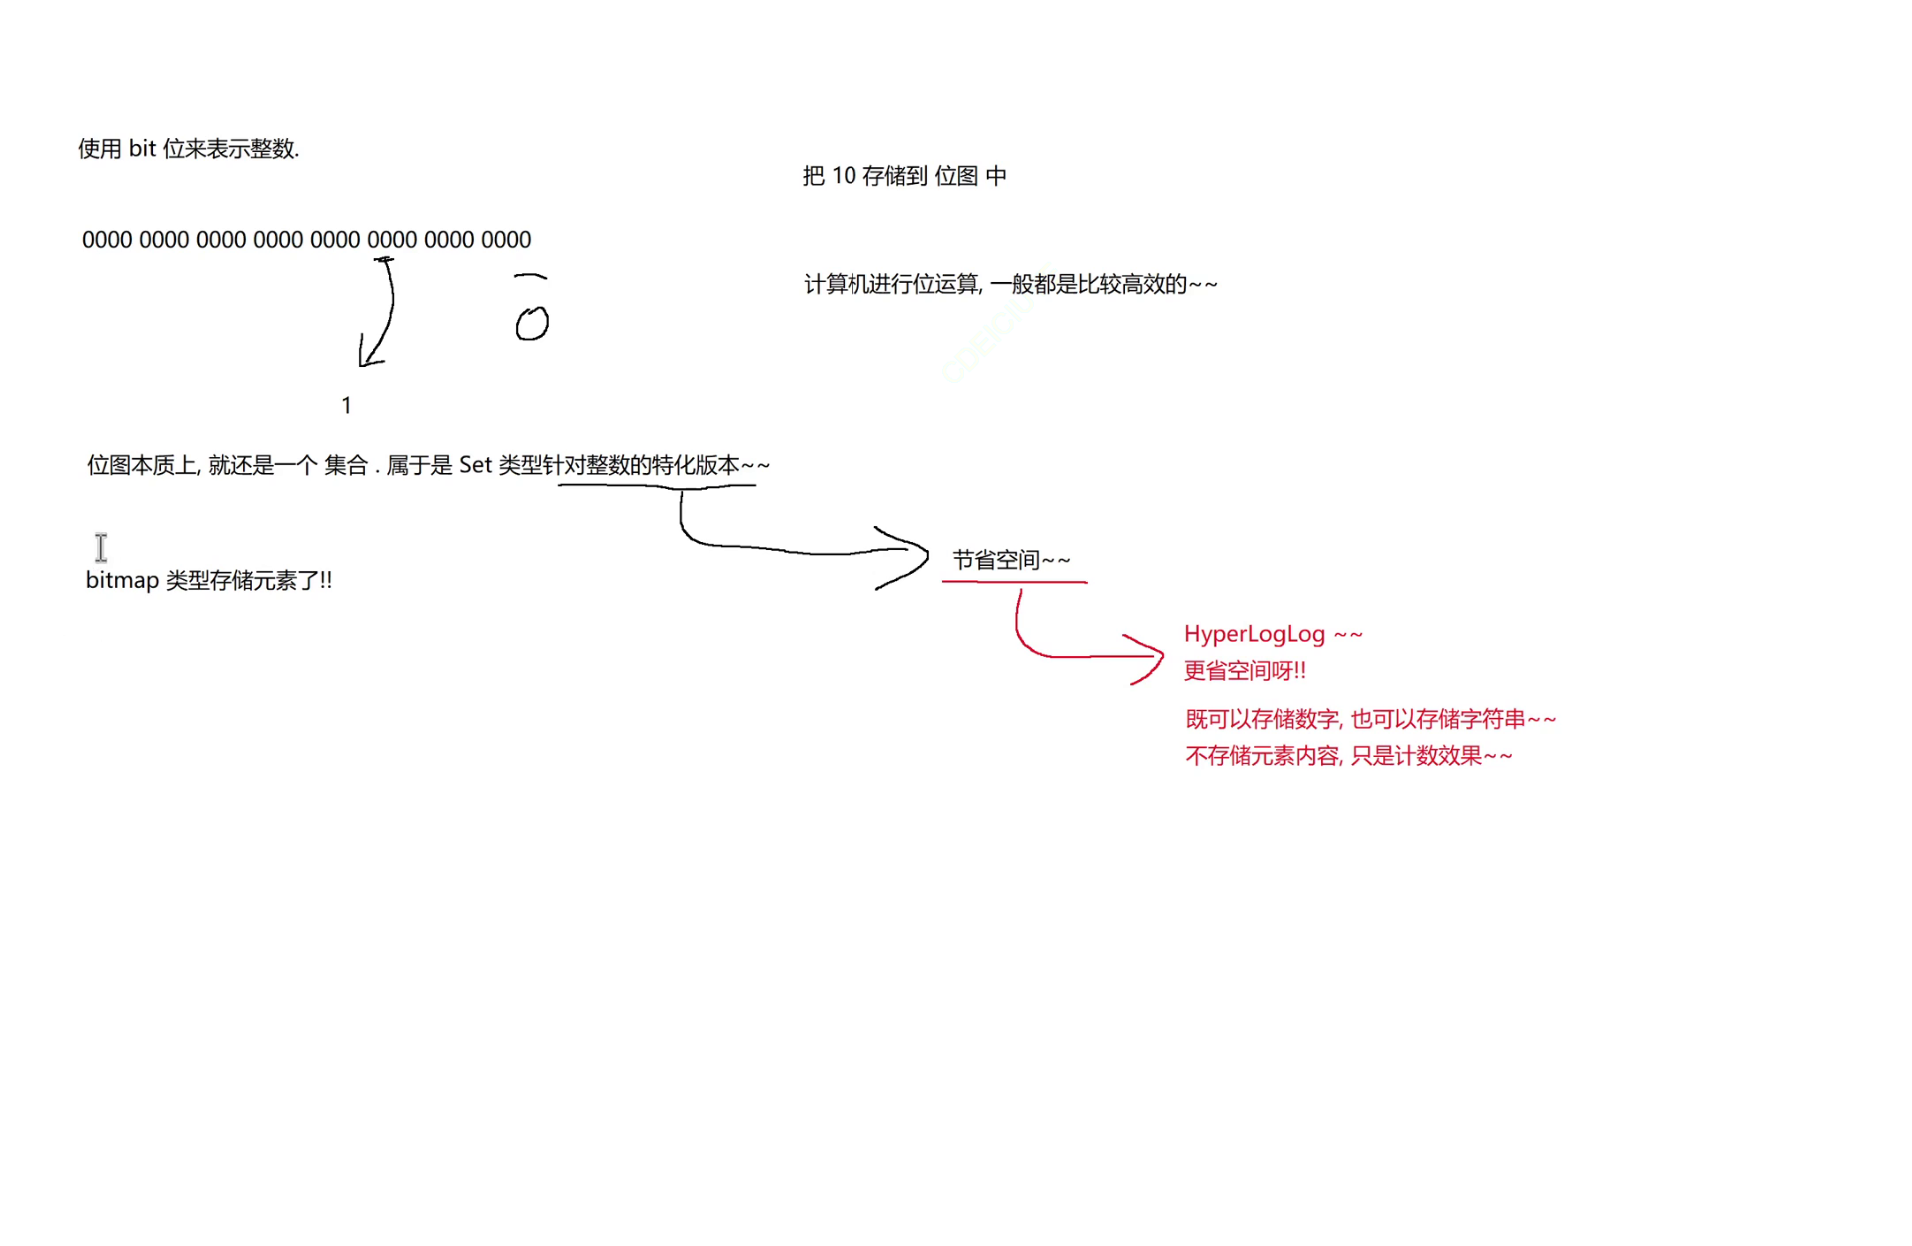 使用 bit 位来表示整数.
把 10 存储到 位图 中
0000 0000 0000 0000 0000 0000 0000 0000
计算机进行位运算, 一般都是比较高效的~~
0
1
位图本质上, 就还是一个 集合 . 属于是 Set 类型针对整数的特化版本~~
节省空间~~
bitmap 类型存储元素了!!
HyperLogLog ~~
更省空间呀!!
既可以存储数字, 也可以存储字符串~~
不存储元素内容, 只是计数效果~~